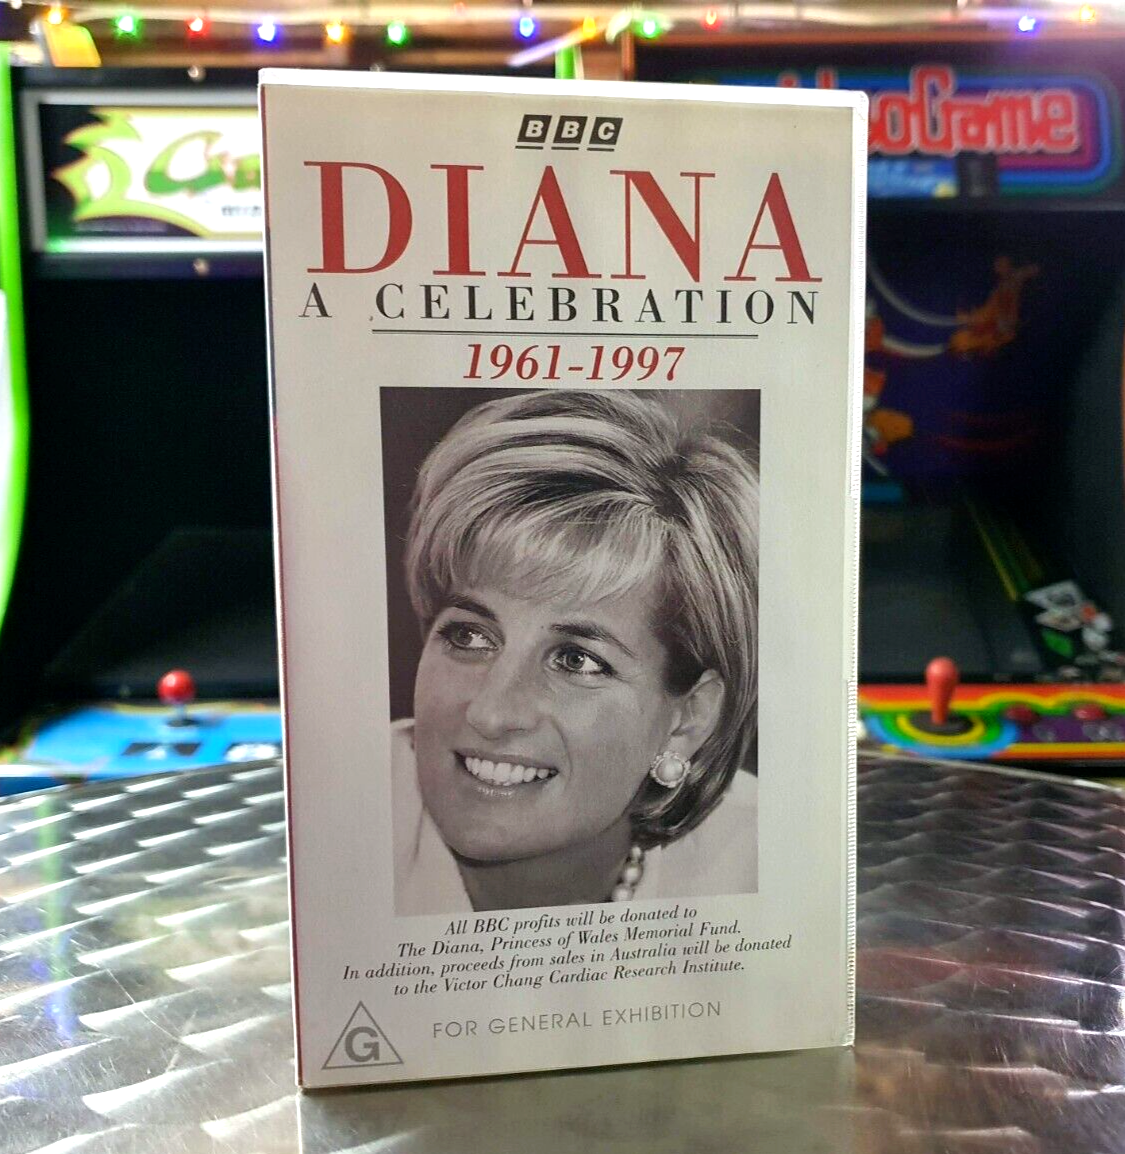 BBC
DIANA
A CELEBRATION
1961-1997
All BBC profits will be donated to
The Diana, Princess of Wales Memorial Fund.
In addition, proceeds from sales in Australia will be donated
to the Victor Chang Cardiac Research Institute.
G
FOR GENERAL EXHIBITION